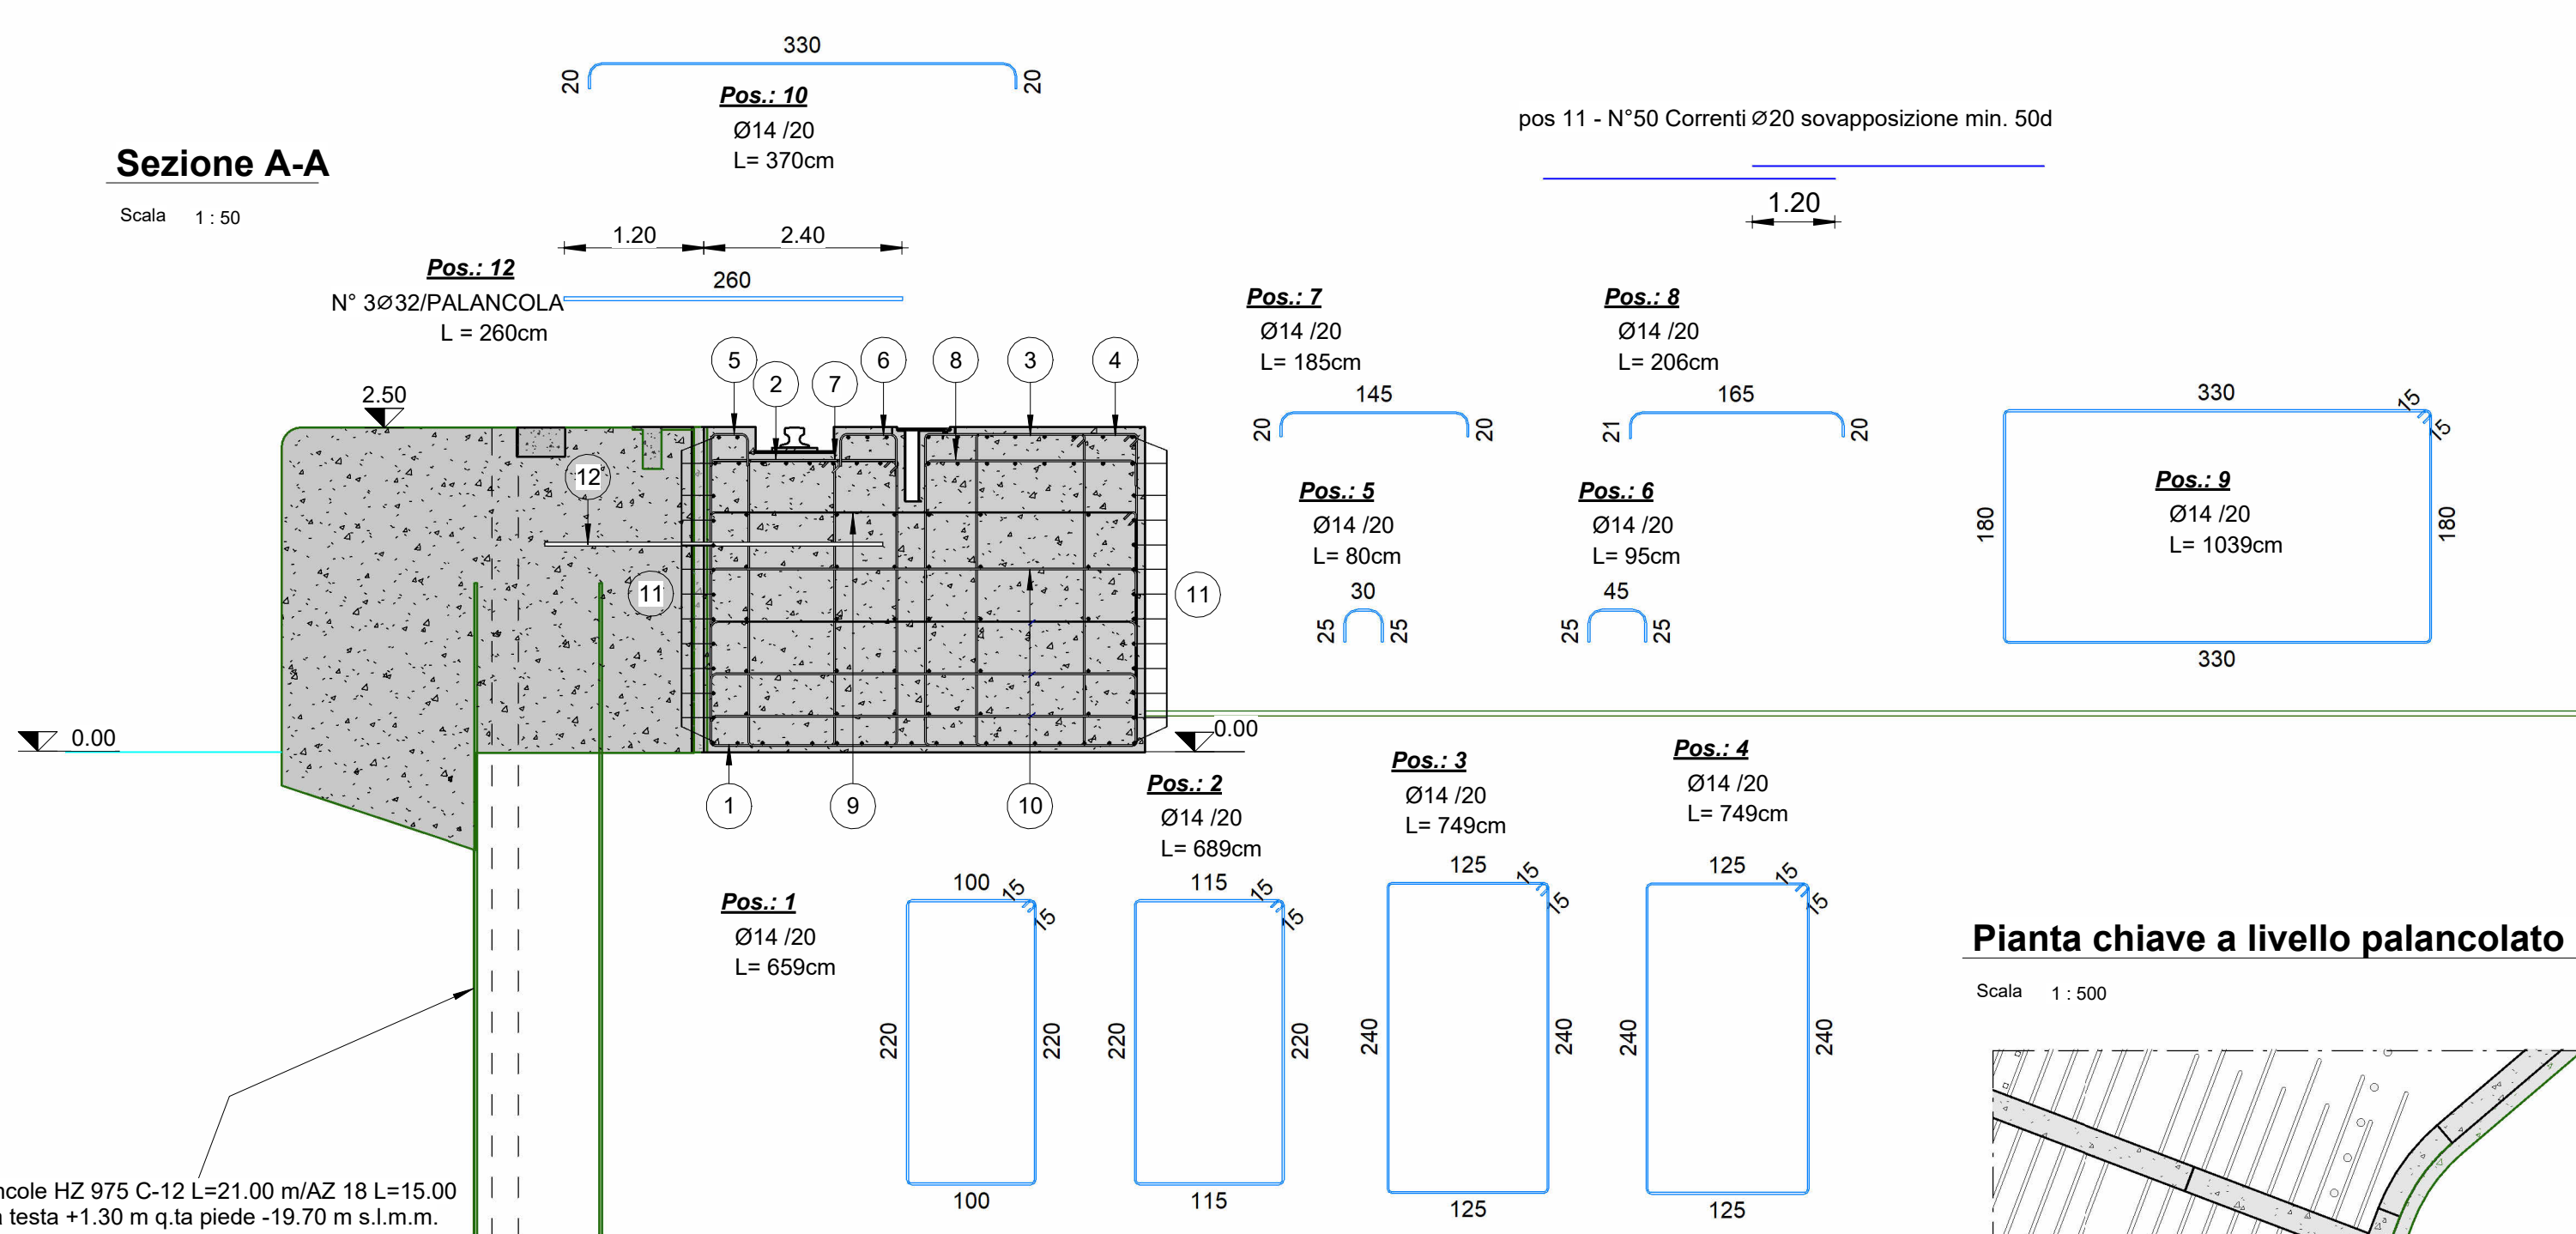 330
20
20
Pos.: 10
Ø14 /20
L= 370cm
pos 11 - N°50 Correnti Ø20 sovapposizione min. 50d
1.20
Sezione A-A
Scala 1 : 50
1.20
2.40
Pos.: 12
260
N° 3Ø32/PALANCOLA
L = 260cm
Pos.: 7
Ø14 /20
L= 185cm
145
20
20
Pos.: 8
Ø14 /20
L= 206cm
165
21
20
330
15
15
180
180
Pos.: 9
Ø14 /20
L= 1039cm
330
5
2
7
6
8
3
4
2.50
12
11
11
Pos.: 5
Ø14 /20
L= 80cm
30
25
25
Pos.: 6
Ø14 /20
L= 95cm
45
25
25
0.00
0.00
1
9
10
Pos.: 1
Ø14 /20
L= 659cm
100
15
15
220
220
100
Pos.: 2
Ø14 /20
L= 689cm
115
15
15
220
220
115
Pos.: 3
Ø14 /20
L= 749cm
125
15
15
240
240
125
Pos.: 4
Ø14 /20
L= 749cm
125
15
15
240
240
125
Pianta chiave a livello palancolato
Scala 1 : 500
ncole HZ 975 C-12 L=21.00 m/AZ 18 L=15.00
a testa +1.30 m q.ta piede -19.70 m s.l.m.m.